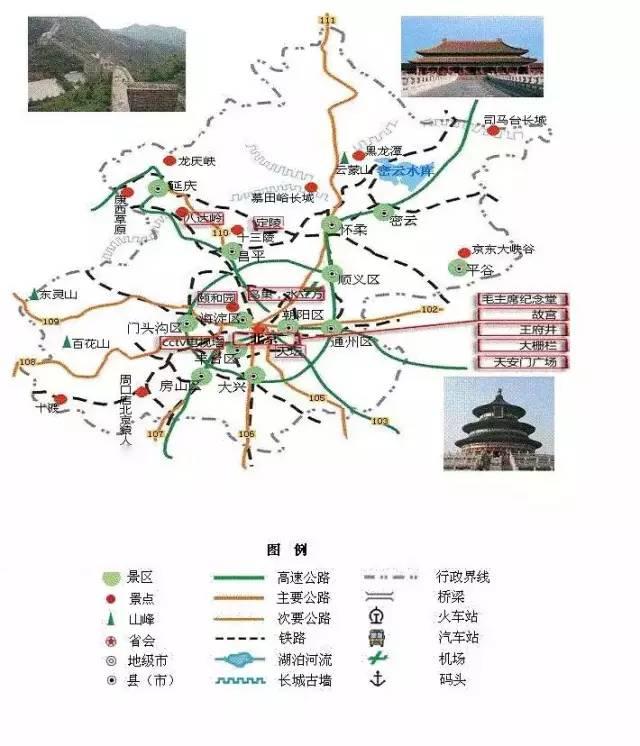 111
司马台长城
黑龙潭
云蒙山
密云水库
龙庆峡
延庆
慕田峪长城
康西草原
八达岭
定陵
110
十三陵
昌平
怀柔
密云
京东大峡谷
平谷
顺义区
东灵山
颐和园
鸟巢，水立方
109
门头沟区
海淀区
朝阳区
102
毛主席纪念堂
故宫
百花山
cctv电视塔
北京
通州区
王府井
丰台区
天坛
大栅栏
108
房山区
大兴
天安门广场
十渡
周口店北京猿人
105
103
107
106
图 例
景区
高速公路
行政界线
景点
主要公路
桥梁
山峰
次要公路
火车站
省会
铁路
汽车站
地级市
湖泊河流
机场
县（市）
长城古墙
码头